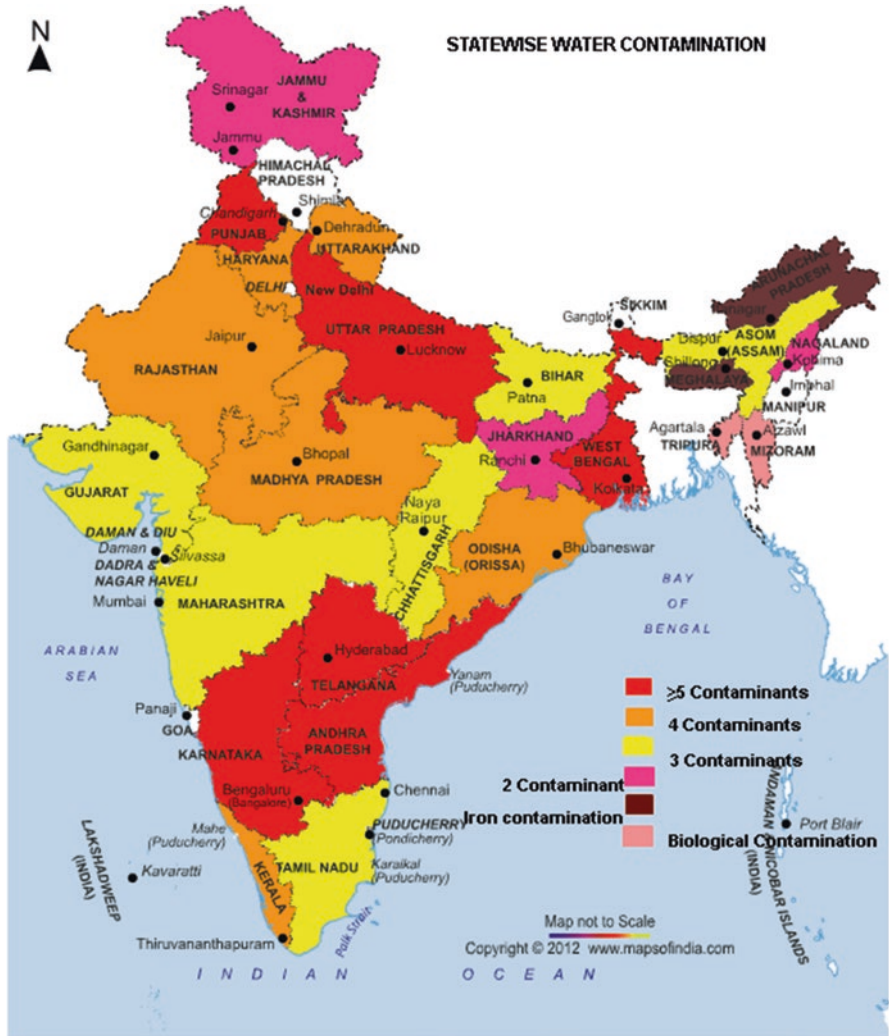 N
STATEWISE WATER CONTAMINATION
JAMMU
&
KASHMIR
Srinagar
Jammu
HIMACHAL
PRADESH
Shimla
Chandigarh
PUNJAB
Dehradun
UTTARAKHAND
HARYANA
DELHI
New Delhi
UTTAR PRADESH
Lucknow
Jaipur
RAJASTHAN
Gangtok
SIKKIM
ARUNACHAL
PRADESH
Itanagar
Dispur
ASOM
(ASSAM)
NAGALAND
Kohima
Shillong
MEGHALAYA
Imphal
MANIPUR
Agartala
TRIPURA
Aizawl
MIZORAM
BIHAR
Patna
JHARKHAND
Ranchi
WEST
BENGAL
Kolkata
Gandhinagar
GUJARAT
Bhopal
MADHYA PRADESH
Naya
Raipur
CHHATTISGARH
ODISHA
(ORISSA)
Bhubaneswar
DAMAN & DIU
Daman
Silvassa
DADRA &
NAGAR HAVELI
Mumbai
MAHARASHTRA
BAY
OF
BENGAL
ARABIAN
SEA
Hyderabad
TELANGANA
Yanam
(Puducherry)
Panaji
GOA
KARNATAKA
ANDHRA
PRADESH
Bengaluru
(Bangalore)
Chennai
Mahe
(Puducherry)
PUDUCHERRY
(Pondicherry)
TAMIL NADU
Karaikal
(Puducherry)
KERALA
LAKSHADWEEP
(INDIA)
Kavaratti
Thiruvananthapuram
Palk Strait
≥5 Contaminants
4 Contaminants
3 Contaminants
2 Contaminant
Iron contamination
Biological Contamination
ANDAMAN & NICOBAR ISLANDS
(INDIA)
Port Blair
Map not to Scale
Copyright © 2012 www.mapsofindia.com
INDIAN OCEAN